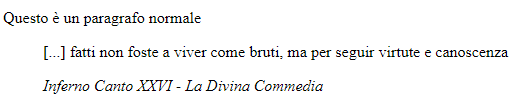 Questo è un paragrafo normale
[...] fatti non foste a viver come bruti, ma per seguir virtute e canoscenza
Inferno Canto XXVI - La Divina Commedia